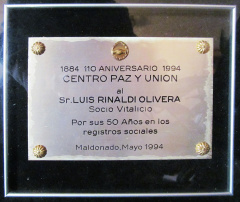 1884 110 ANIVERSARIO 1994
CENTRO PAZ Y UNION
al
Sr. LUIS RINALDI OLIVERA
Socio Vitalicio
Por sus 50 Años en los
registros sociales
Maldonado, Mayo 1994